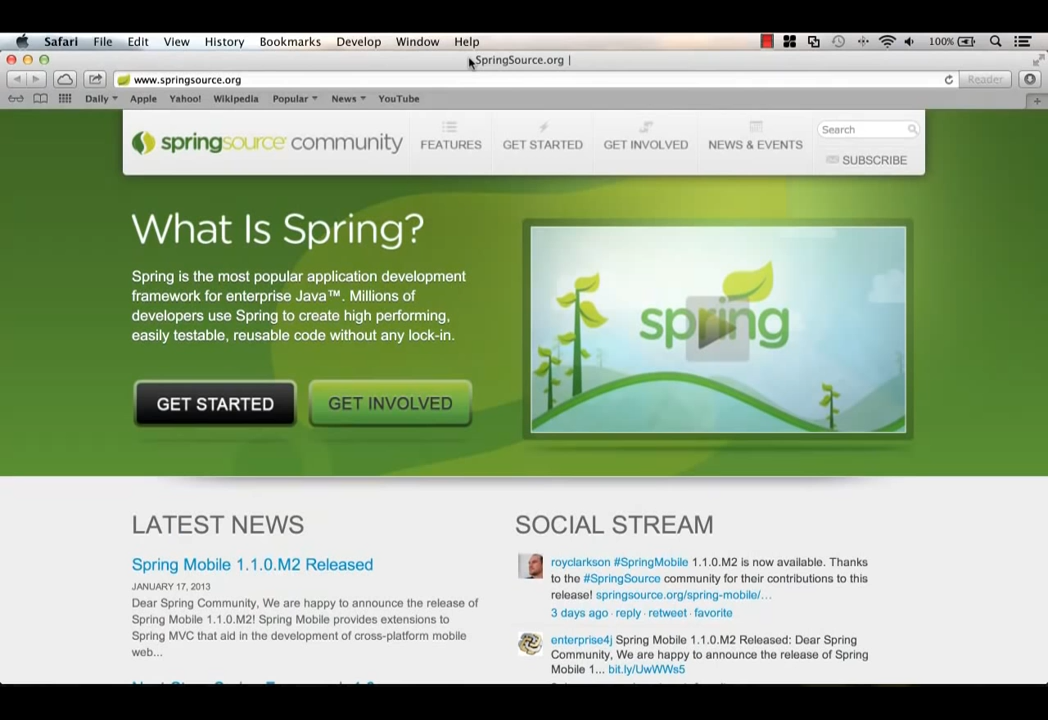 Safari File Edit View History Bookmarks Develop Window Help 100%
SpringSource.org |
www.springsource.org Reader
Daily Apple Yahoo! Wikipedia Popular News YouTube
springsource community
FEATURES GET STARTED GET INVOLVED NEWS & EVENTS
Search
SUBSCRIBE
What Is Spring?
Spring is the most popular application development
framework for enterprise Java™. Millions of
developers use Spring to create high performing,
easily testable, reusable code without any lock-in.
GET STARTED GET INVOLVED
spring
LATEST NEWS
Spring Mobile 1.1.0.M2 Released
JANUARY 17, 2013
Dear Spring Community, We are happy to announce the release of
Spring Mobile 1.1.0.M2! Spring Mobile provides extensions to
Spring MVC that aid in the development of cross-platform mobile
web...
SOCIAL STREAM
royclarkson #SpringMobile 1.1.0.M2 is now available. Thanks
to the #SpringSource community for their contributions to this
release! springsource.org/spring-mobile/…
3 days ago · reply · retweet · favorite
enterprise4j Spring Mobile 1.1.0.M2 Released: Dear Spring
Community, We are happy to announce the release of Spring
Mobile 1... bit.ly/UwWWs5